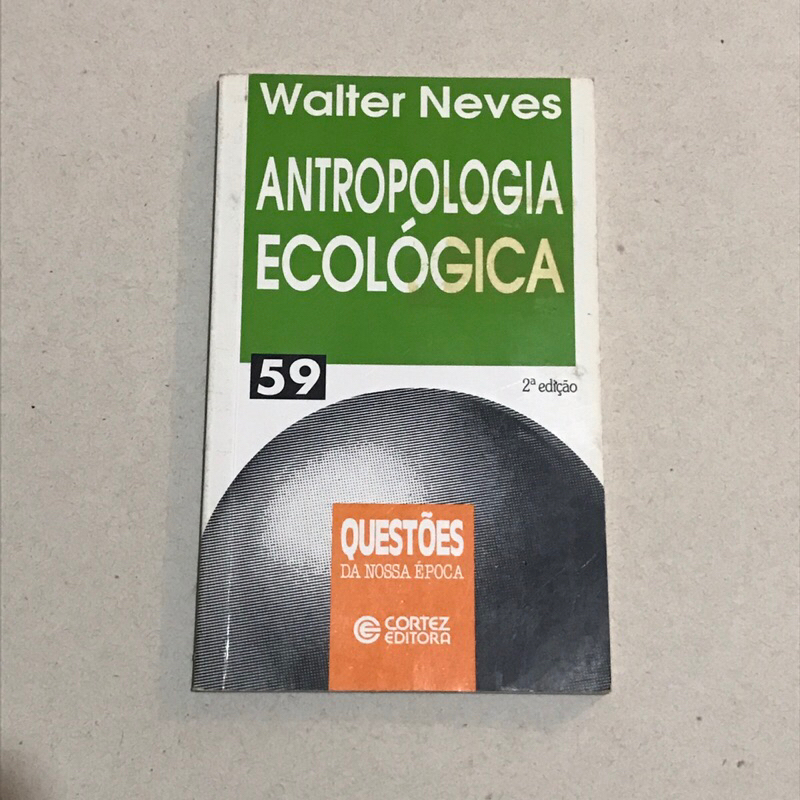 Walter Neves
ANTROPOLOGIA
ECOLÓGICA
59
2ª edição
QUESTÕES
DA NOSSA ÉPOCA
CORTEZ
EDITORA